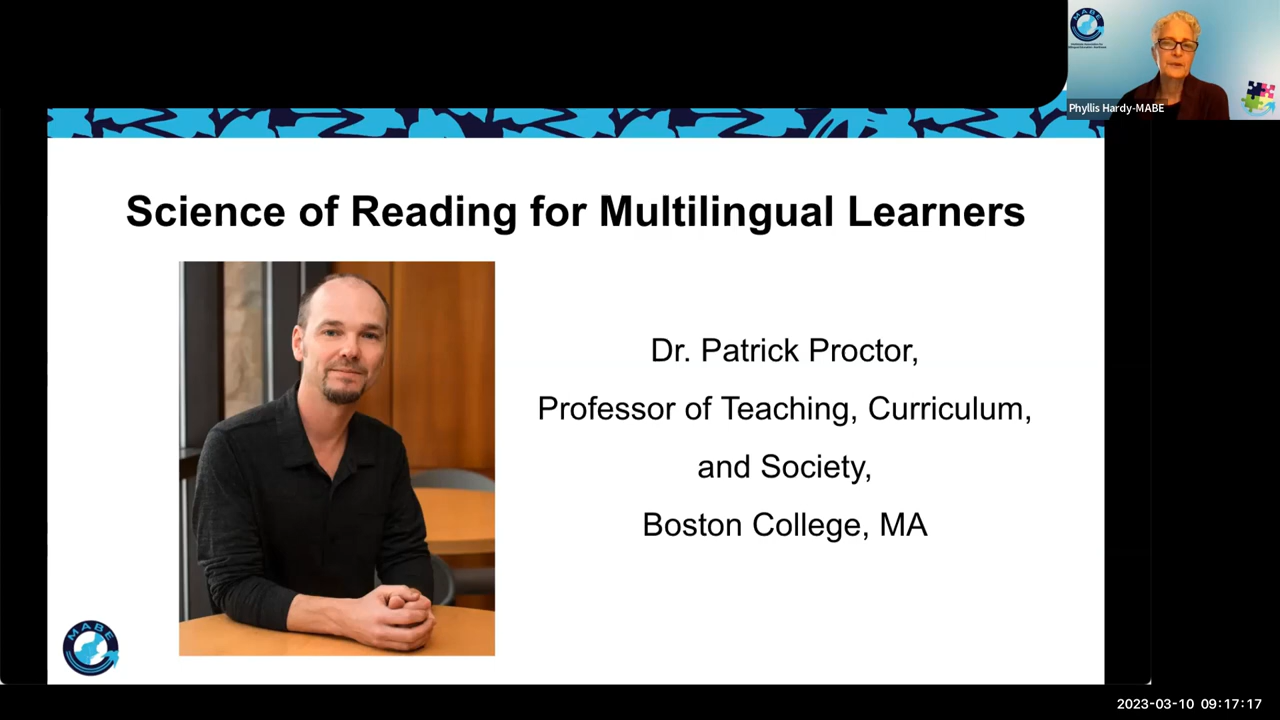 MABE
Phyllis Hardy-MABE
Science of Reading for Multilingual Learners
Dr. Patrick Proctor,
Professor of Teaching, Curriculum,
and Society,
Boston College, MA
MABE
2023-03-10 09:17:17